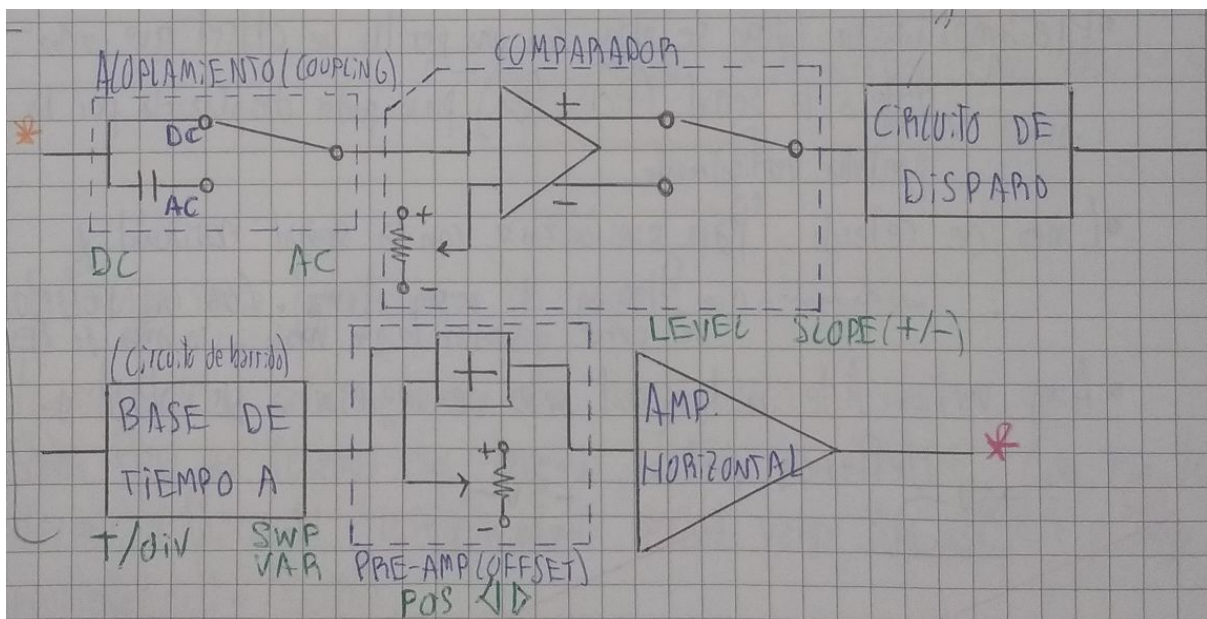 ACOPLAMIENTO (COUPLING)
COMPARADOR
DC
AC
DC AC
+
-
+
-
CIRCUITO DE
DISPARO
LEVEL SLOPE (+/-)
(Circuito de barrido)
BASE DE
TIEMPO A
T/div SWP
VAR
+
+
-
PRE-AMP (OFFSET)
POS ◁▷
AMP.
HORIZONTAL